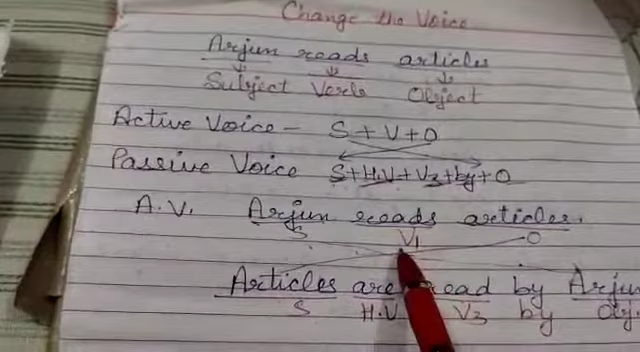 Change the Voice
Arjun reads articles
Subject Verb Object
Active Voice - S + V + O
Passive Voice S + H.V + V3 + by + O
A.V. Arjun reads articles.
S V1 O
Articles are read by Arjun
S H.V V3 by Obj.